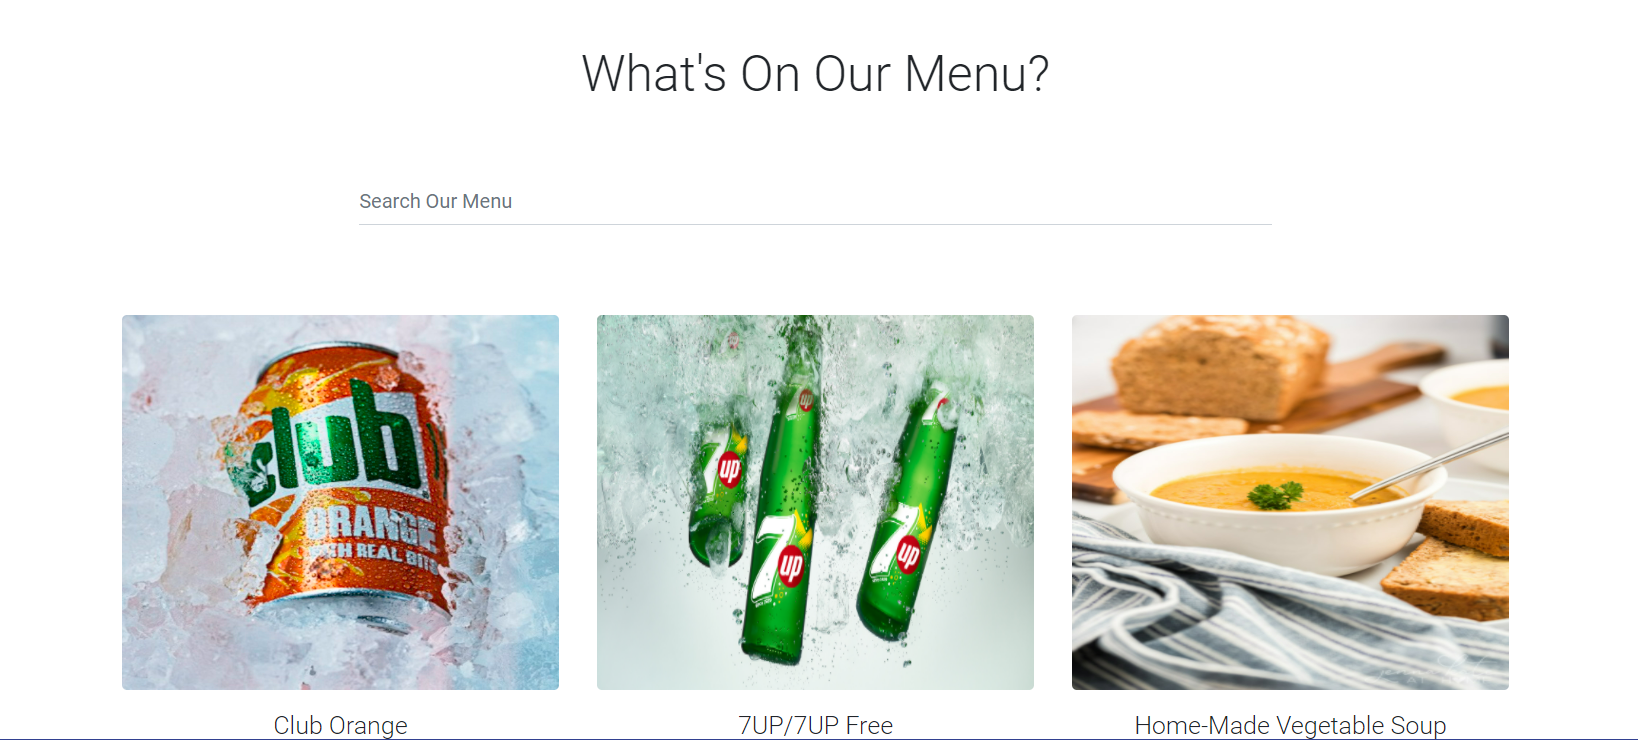 What's On Our Menu?
Search Our Menu
club
ORANGE
REAL BITS
7up
up
7up
7up
Club Orange
7UP/7UP Free
Home-Made Vegetable Soup